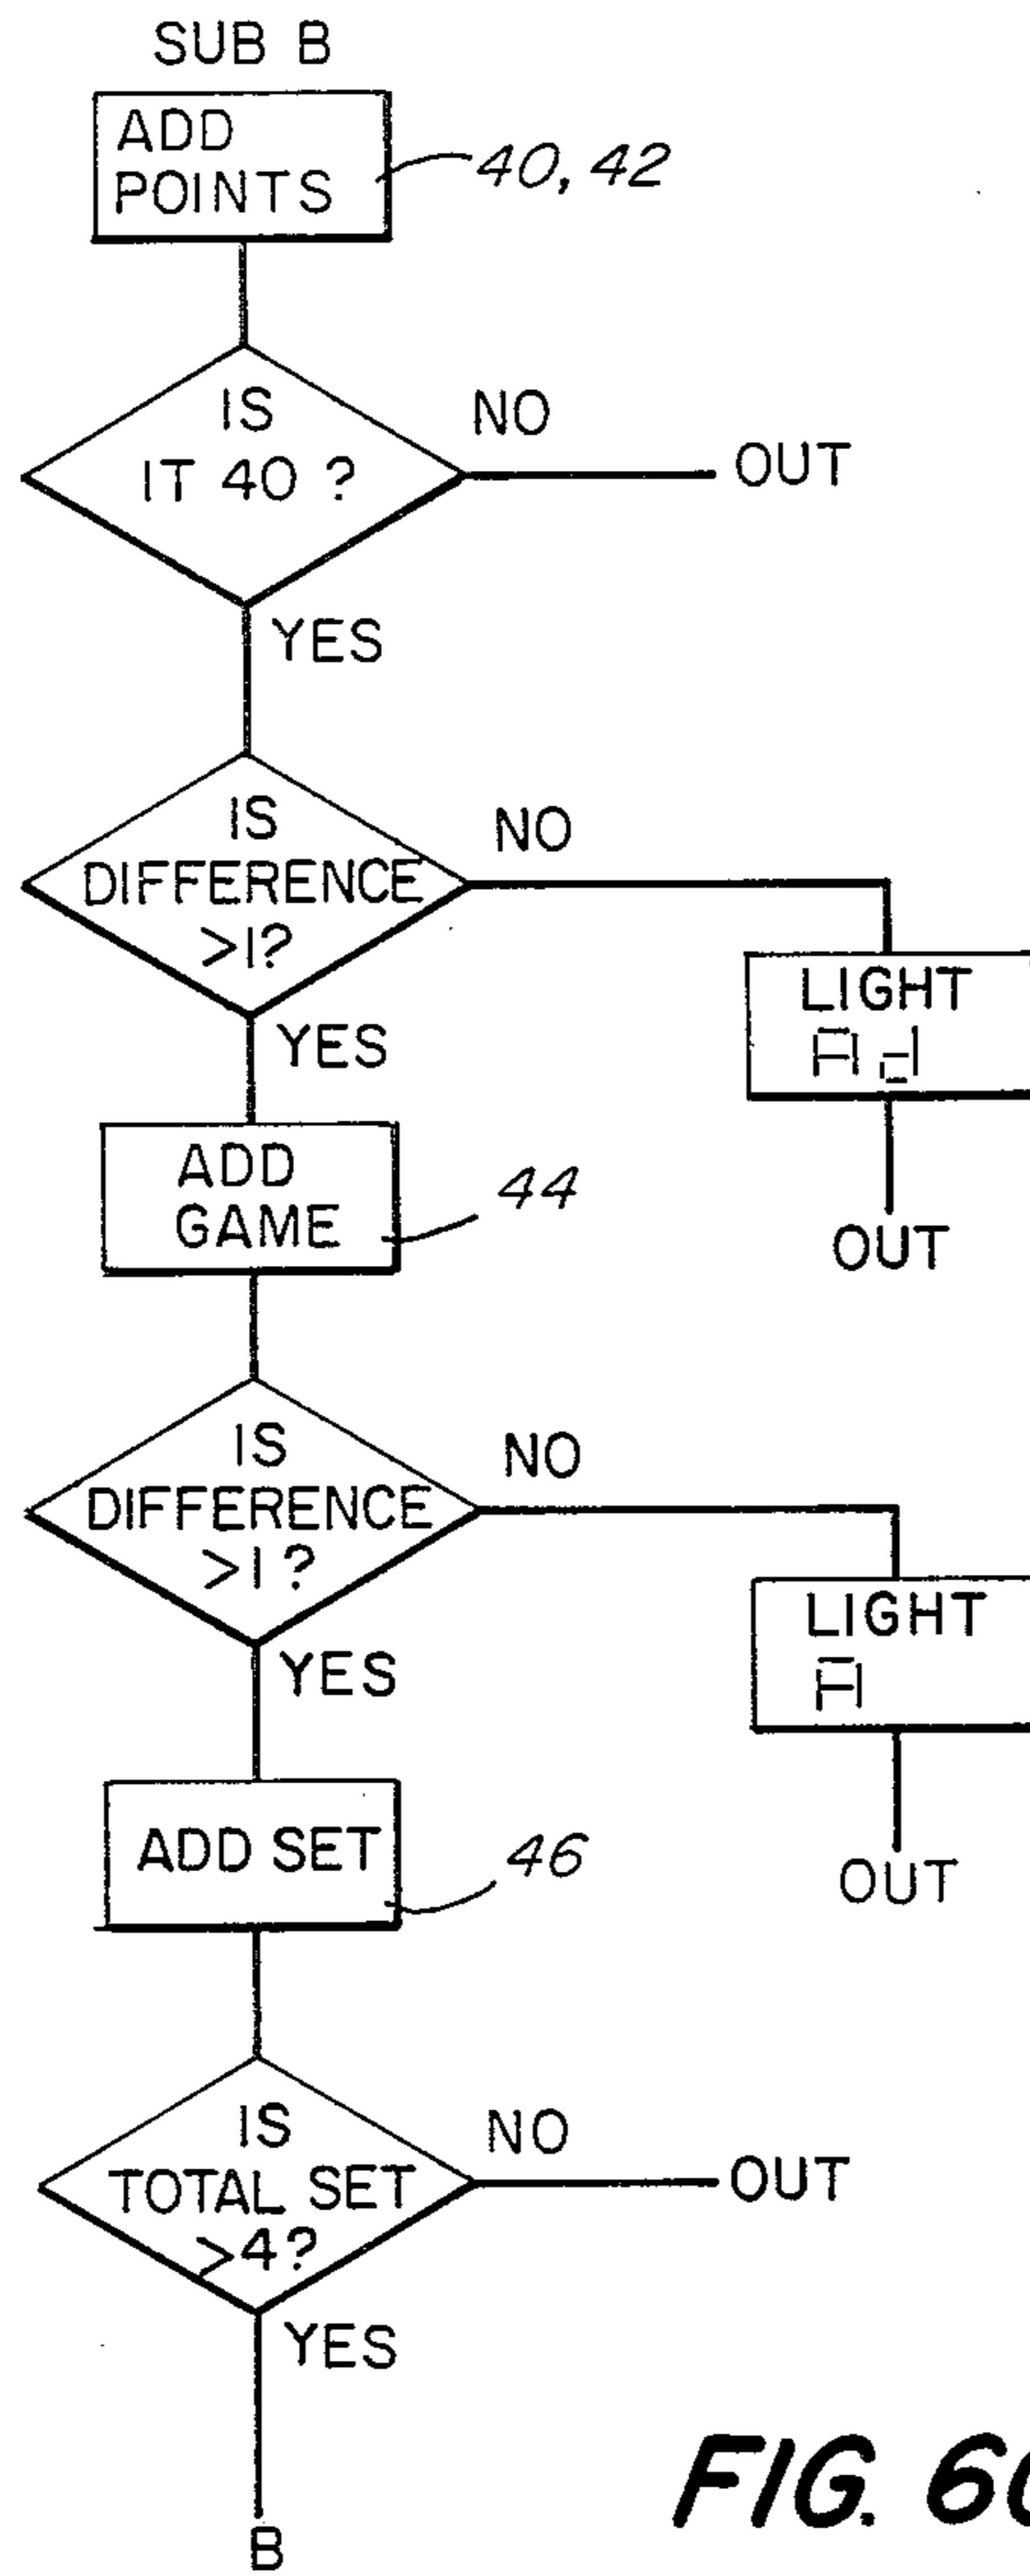 SUB B
ADD
POINTS
40, 42
IS
IT 40 ?
NO
OUT
YES
IS
DIFFERENCE
>1?
NO
LIGHT
Ad
OUT
YES
ADD
GAME
44
IS
DIFFERENCE
>1?
NO
LIGHT
A
OUT
YES
ADD SET
46
IS
TOTAL SET
>4?
NO
OUT
YES
B
FIG.